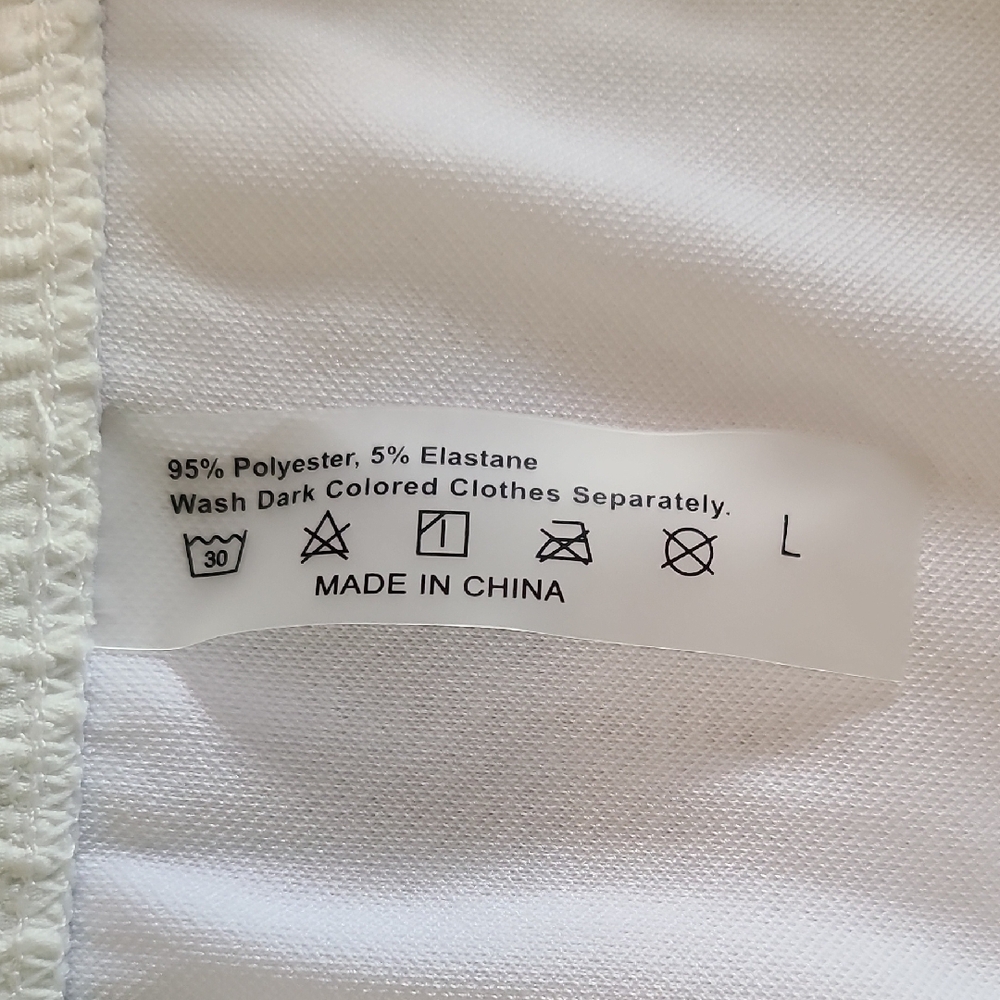 95% Polyester, 5% Elastane
Wash Dark Colored Clothes Separately.
30 L
MADE IN CHINA